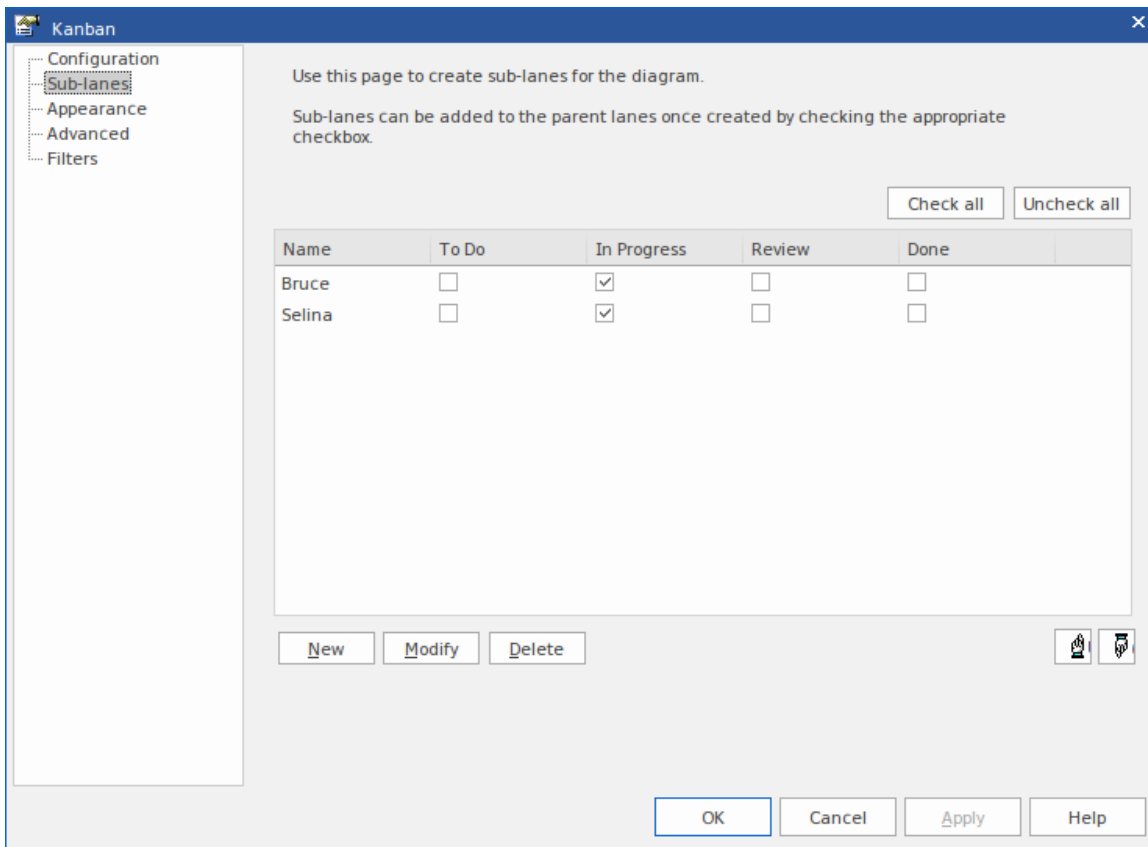 Kanban
Configuration
Sub-lanes
Appearance
Advanced
Filters
Use this page to create sub-lanes for the diagram.
Sub-lanes can be added to the parent lanes once created by checking the appropriate
checkbox.
Check all Uncheck all
Name To Do In Progress Review Done
Bruce
Selina
New Modify Delete
OK Cancel Apply Help